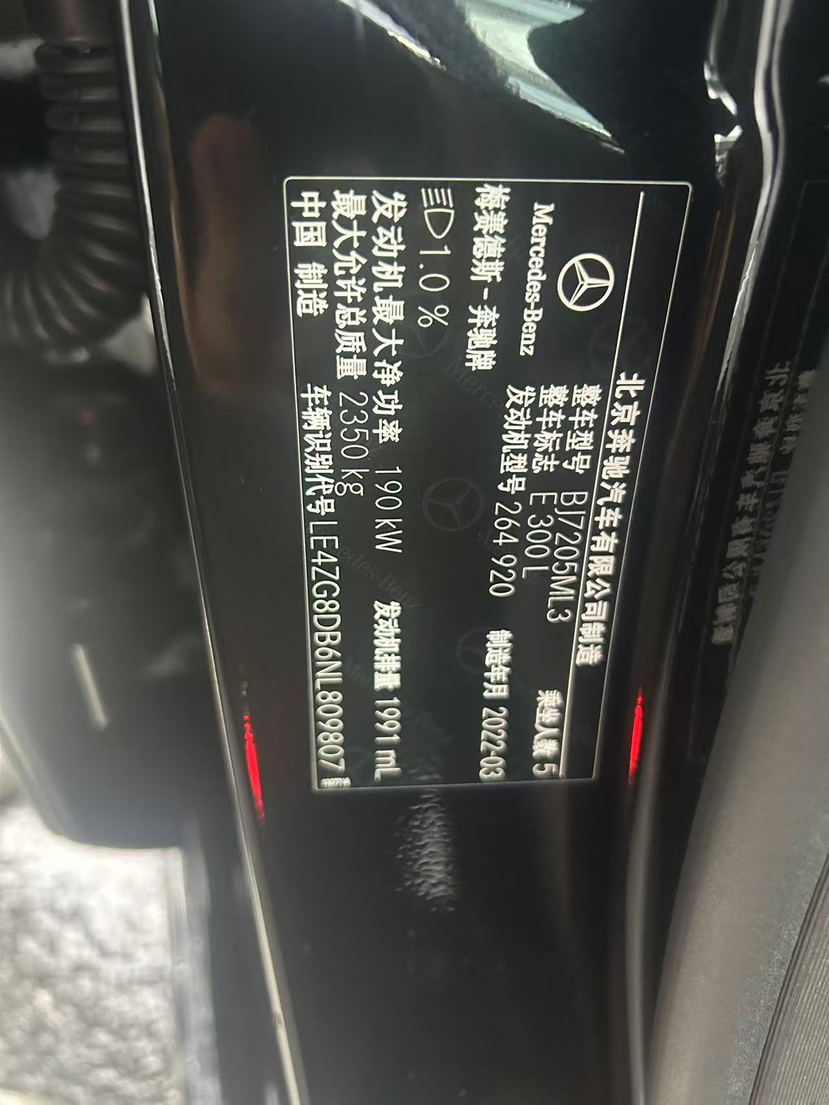 北京奔驰汽车有限公司制造
Mercedes-Benz
梅赛德斯-奔驰牌
整车型号 BJ7205ML3
整车标志 E 300 L
乘坐人数 5
发动机型号 264 920
制造年月 2022-03
1.0 %
发动机最大净功率 190 kW 发动机排量 1991 mL
最大允许总质量 2350 kg
中国 制造 车辆识别代号 LE4ZG8DB6NL809807